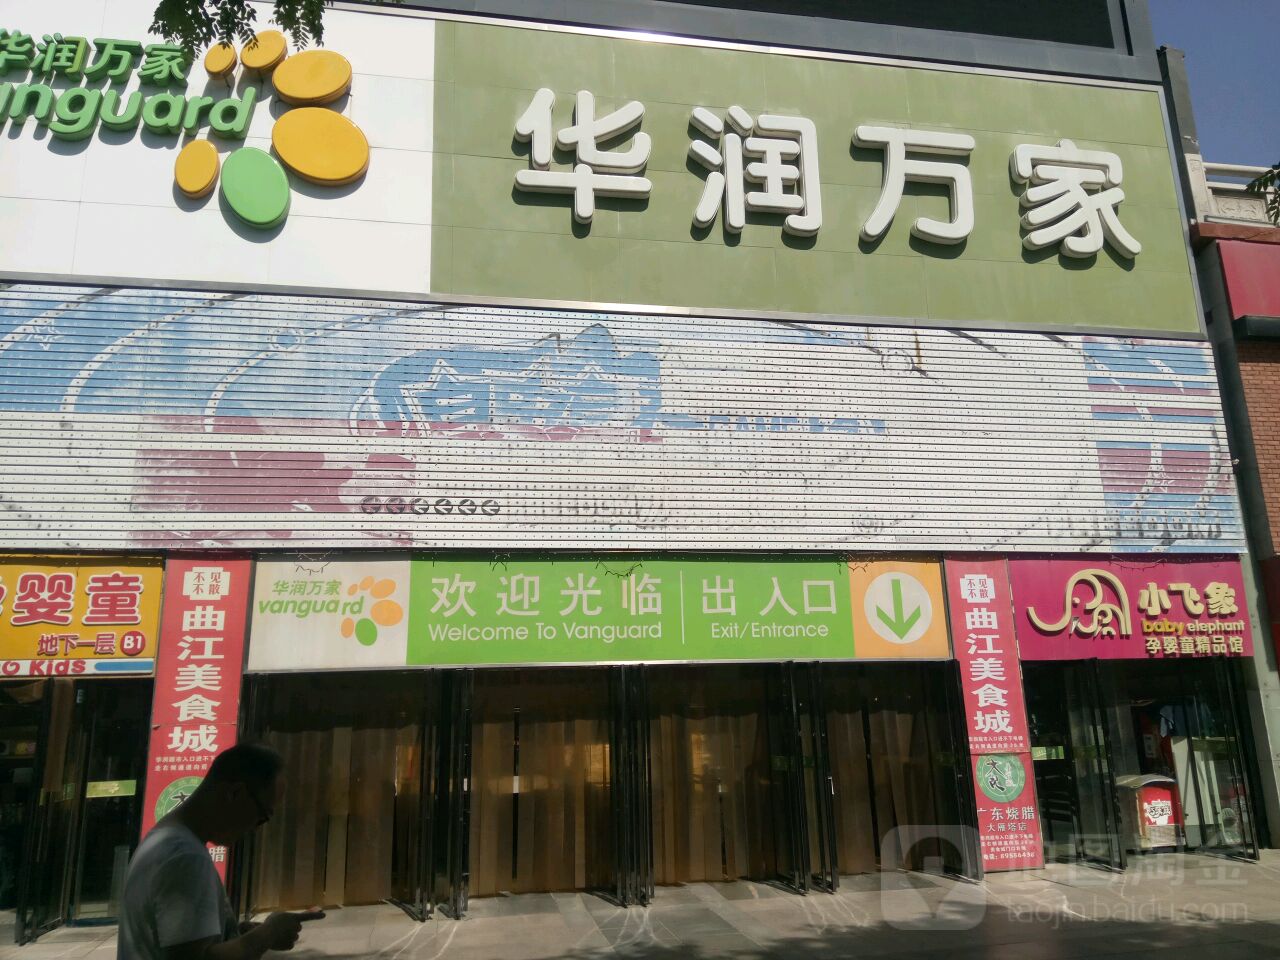 华润万家
vanguard
华润万家
婴童
地下一层 B1
Kids
不见不散
曲江美食城
华润万家
vanguard
欢迎光临
Welcome To Vanguard
出入口
Exit/Entrance
不见不散
曲江美食城
广东烧腊
大雁塔店
小飞象
baby elephant
孕婴童精品馆
taojin.baidu.com